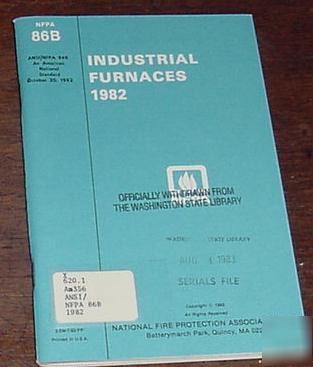 NFPA
86B
ANSI/NFPA 86B
An American
National
Standard
October 20, 1982
INDUSTRIAL
FURNACES
1982
OFFICIALLY WITHDRAWN FROM
THE WASHINGTON STATE LIBRARY
STATE LIBRARY
AUG 4 1983
SERIALS FILE
X
620.1
Am356
ANSI/
NFPA 86B
1982
Copyright © 1982
All Rights Reserved
NATIONAL FIRE PROTECTION ASSOCIA
Batterymarch Park, Quincy, MA 022
Printed in U.S.A.